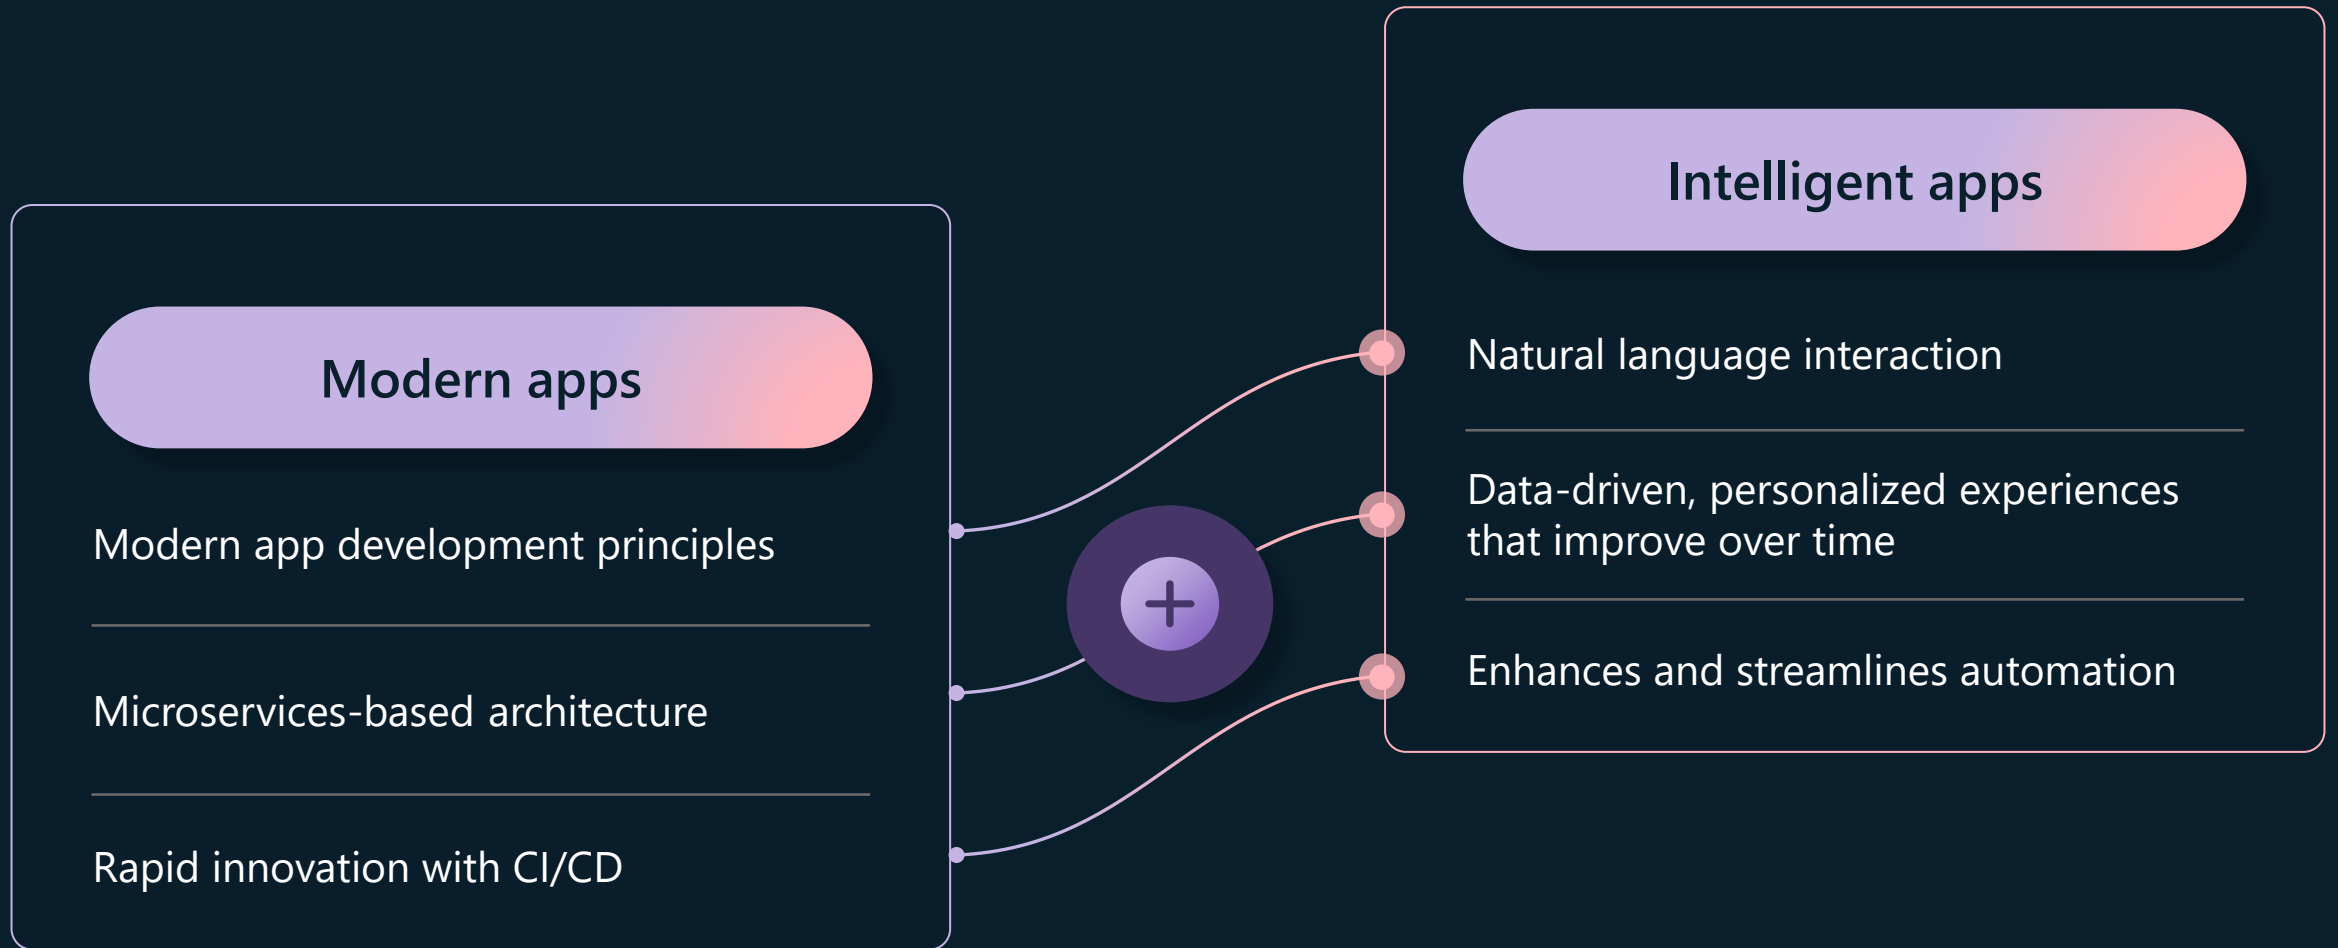 Modern apps
Modern app development principles
Microservices-based architecture
Rapid innovation with CI/CD
Intelligent apps
Natural language interaction
Data-driven, personalized experiences
that improve over time
Enhances and streamlines automation